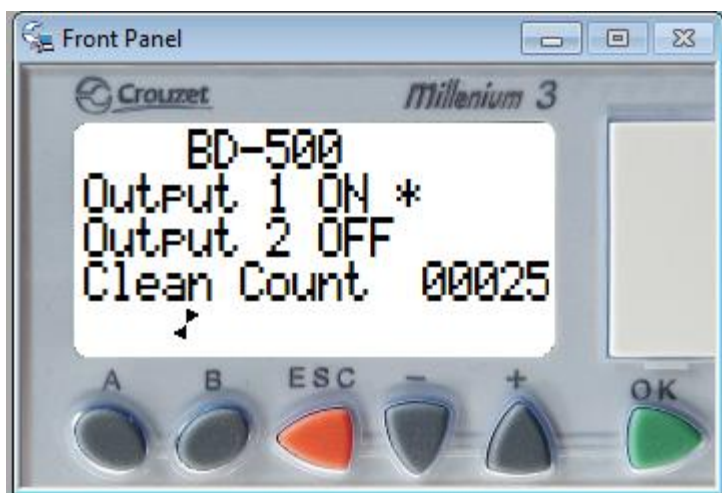 Front Panel
Crouzet Millenium 3
BD-500
Output 1 ON *
Output 2 OFF
Clean Count 00025
A B ESC - + OK